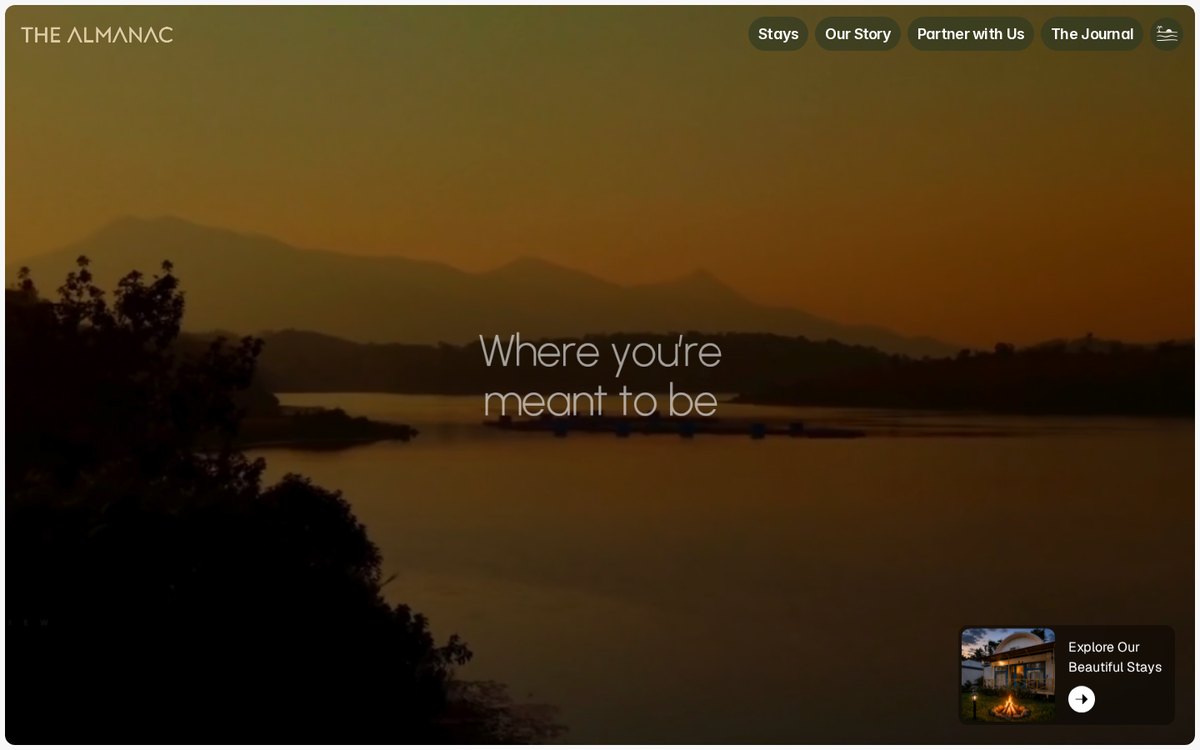 THE ALMANAC
Stays
Our Story
Partner with Us
The Journal
Where you're
meant to be
Explore Our
Beautiful Stays